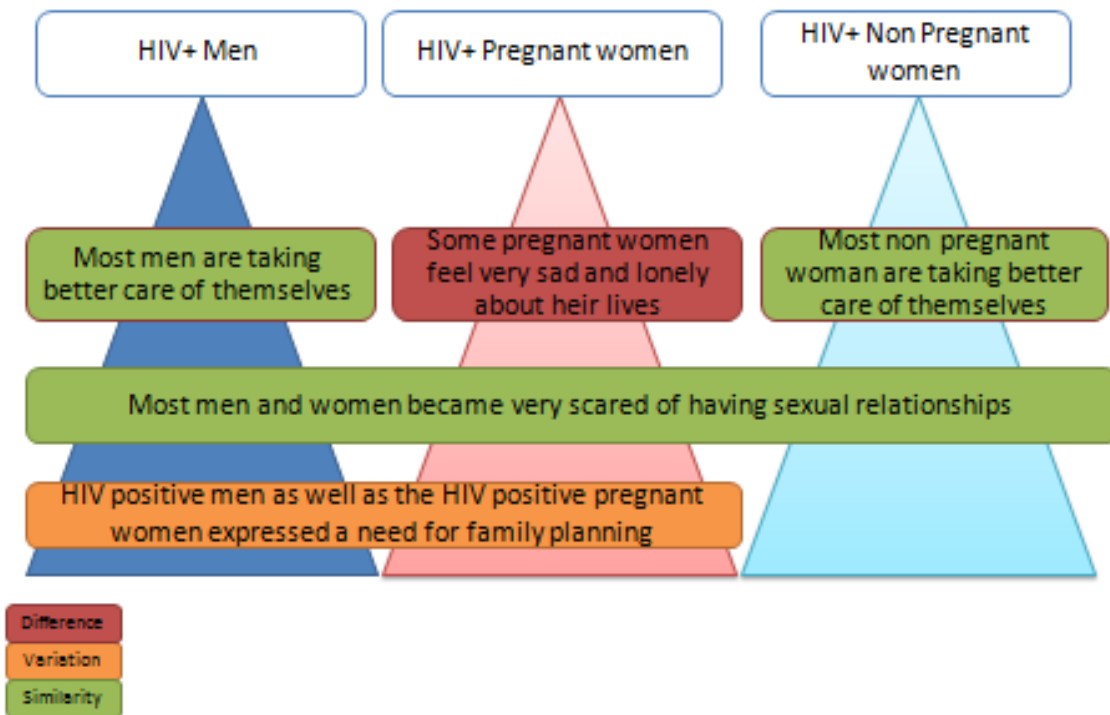 HIV+ Men
HIV+ Pregnant women
HIV+ Non Pregnant
women
Most men are taking
better care of themselves
Some pregnant women
feel very sad and lonely
about heir lives
Most non pregnant
woman are taking better
care of themselves
Most men and women became very scared of having sexual relationships
HIV positive men as well as the HIV positive pregnant
women expressed a need for family planning
Difference
Variation
Similarity